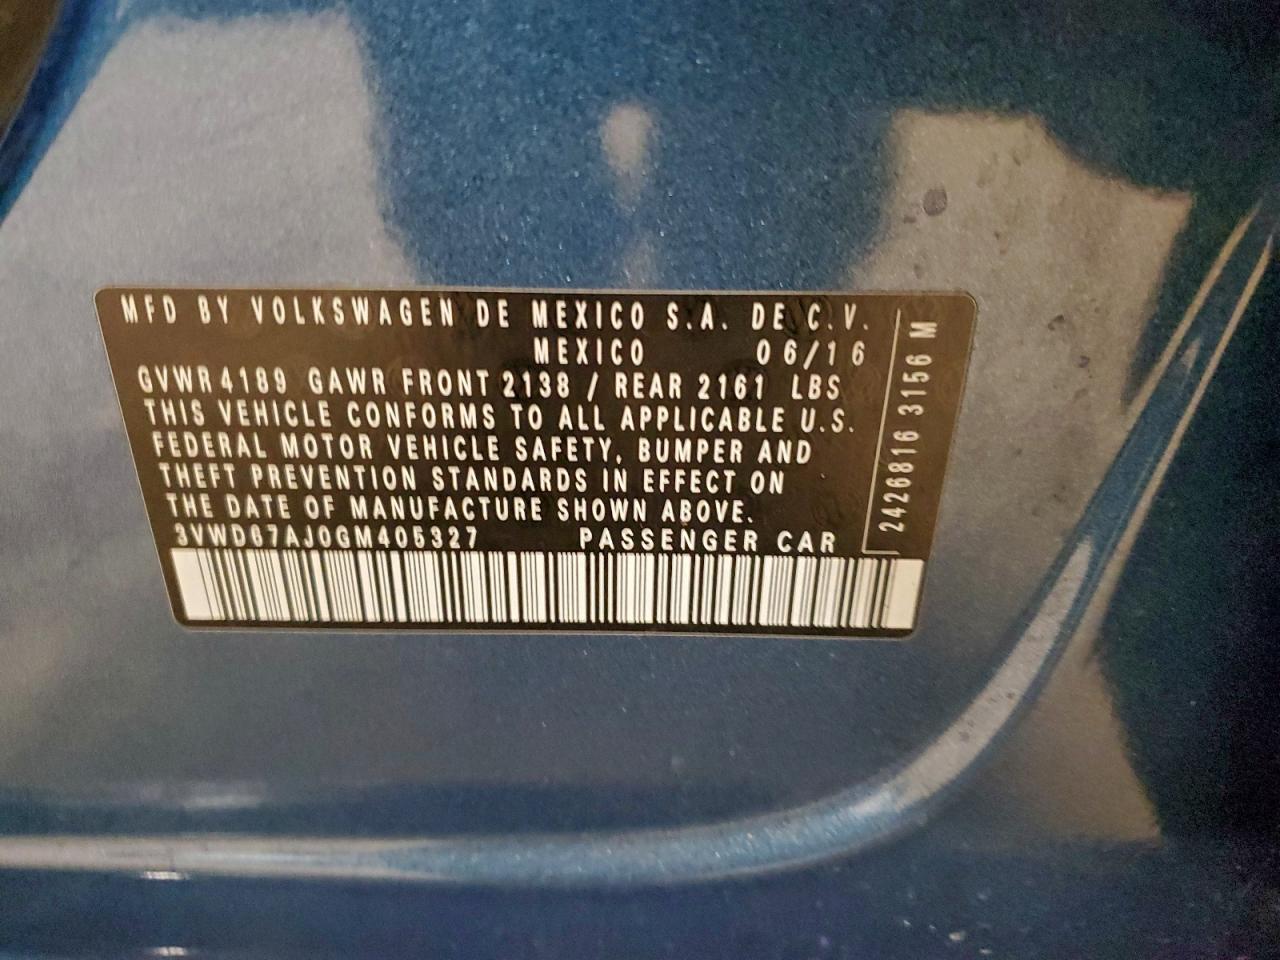 MFD BY VOLKSWAGEN DE MEXICO S.A. DE C.V.
MEXICO 06/16
GVWR 4189 GAWR FRONT 2138 / REAR 2161 LBS
THIS VEHICLE CONFORMS TO ALL APPLICABLE U.S.
FEDERAL MOTOR VEHICLE SAFETY, BUMPER AND
THEFT PREVENTION STANDARDS IN EFFECT ON
THE DATE OF MANUFACTURE SHOWN ABOVE.
3VWD67AJ0GM405327 PASSENGER CAR
2426816 3156 M